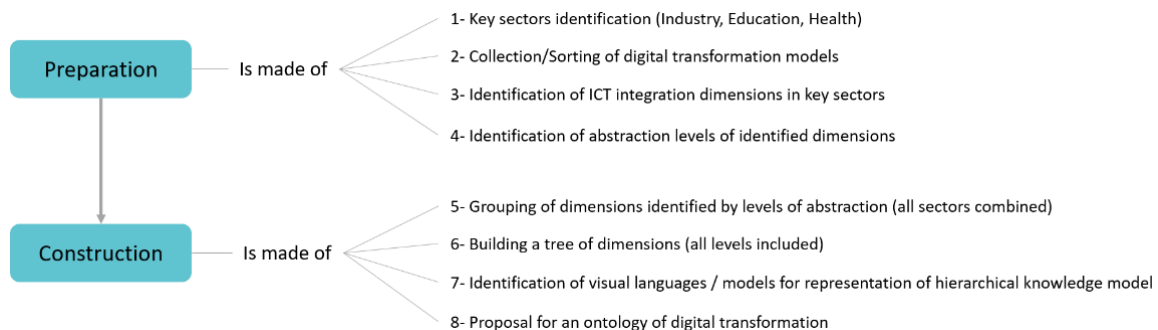 Preparation
Is made of
1- Key sectors identification (Industry, Education, Health)
2- Collection/Sorting of digital transformation models
3- Identification of ICT integration dimensions in key sectors
4- Identification of abstraction levels of identified dimensions
Construction
Is made of
5- Grouping of dimensions identified by levels of abstraction (all sectors combined)
6- Building a tree of dimensions (all levels included)
7- Identification of visual languages / models for representation of hierarchical knowledge model
8- Proposal for an ontology of digital transformation